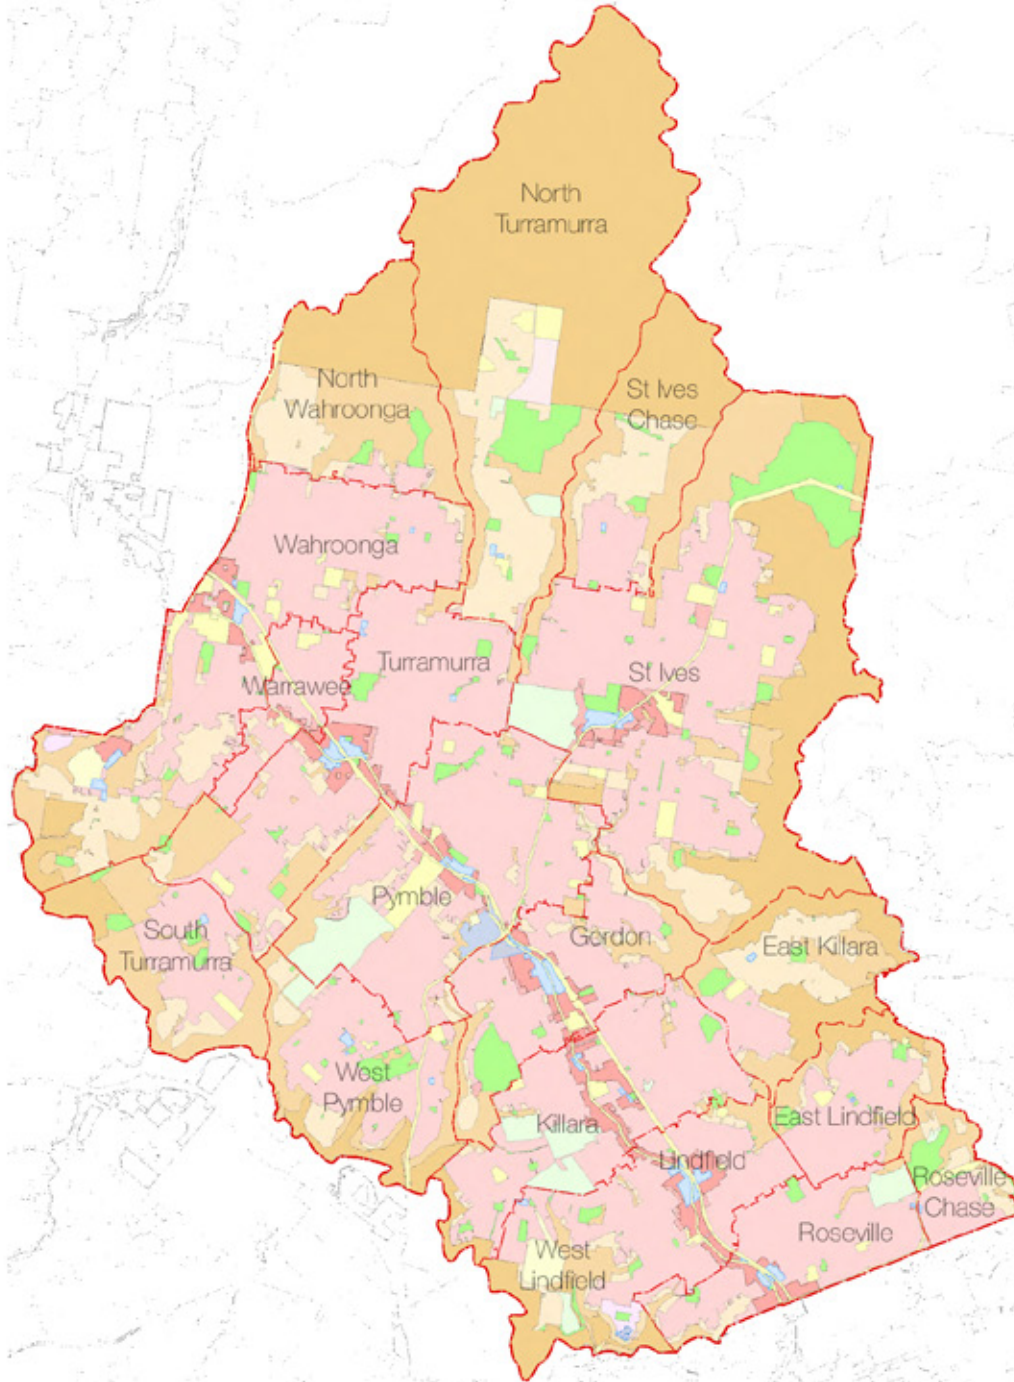 North
Turramurra
North
Wahroonga
St Ives
Chase
Wahroonga
Turramurra
St Ives
Warrawee
Pymble
South
Turramurra
Gordon
East Killara
West
Pymble
Killara
East Lindfield
Lindfield
Roseville
Chase
Roseville
West
Lindfield